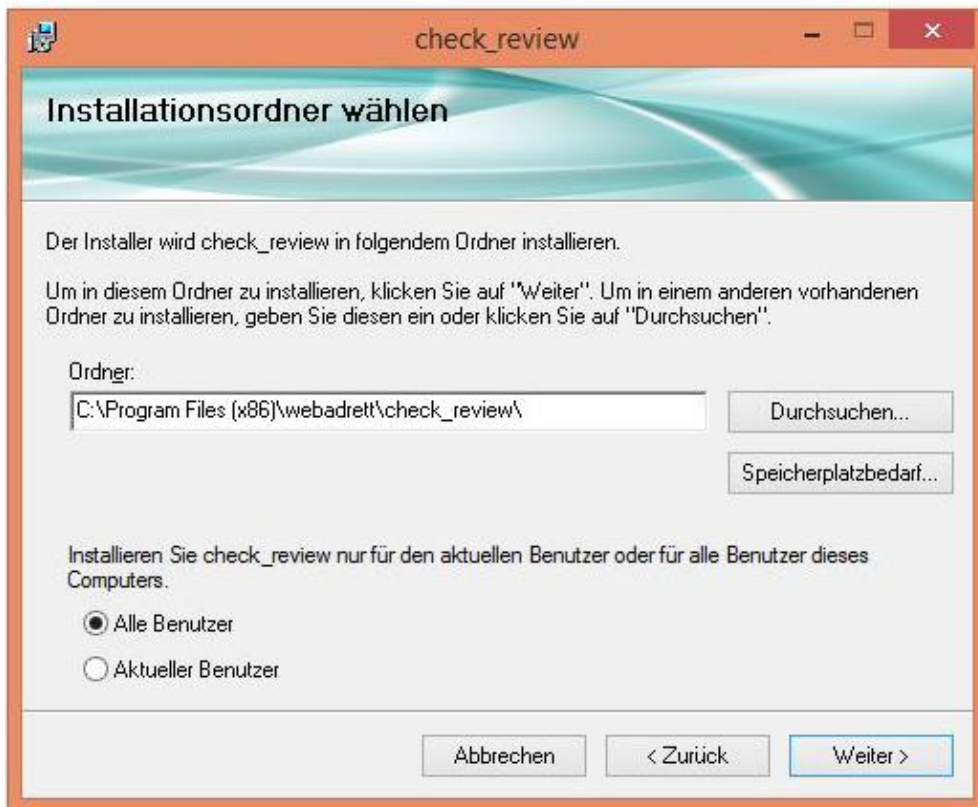 check_review
Installationsordner wählen
Der Installer wird check_review in folgendem Ordner installieren.
Um in diesem Ordner zu installieren, klicken Sie auf "Weiter". Um in einem anderen vorhandenen
Ordner zu installieren, geben Sie diesen ein oder klicken Sie auf "Durchsuchen".
Ordner:
C:\Program Files (x86)\webadrett\check_review\
Durchsuchen...
Speicherplatzbedarf...
Installieren Sie check_review nur für den aktuellen Benutzer oder für alle Benutzer dieses
Computers.
Alle Benutzer
Aktueller Benutzer
Abbrechen
< Zurück
Weiter >